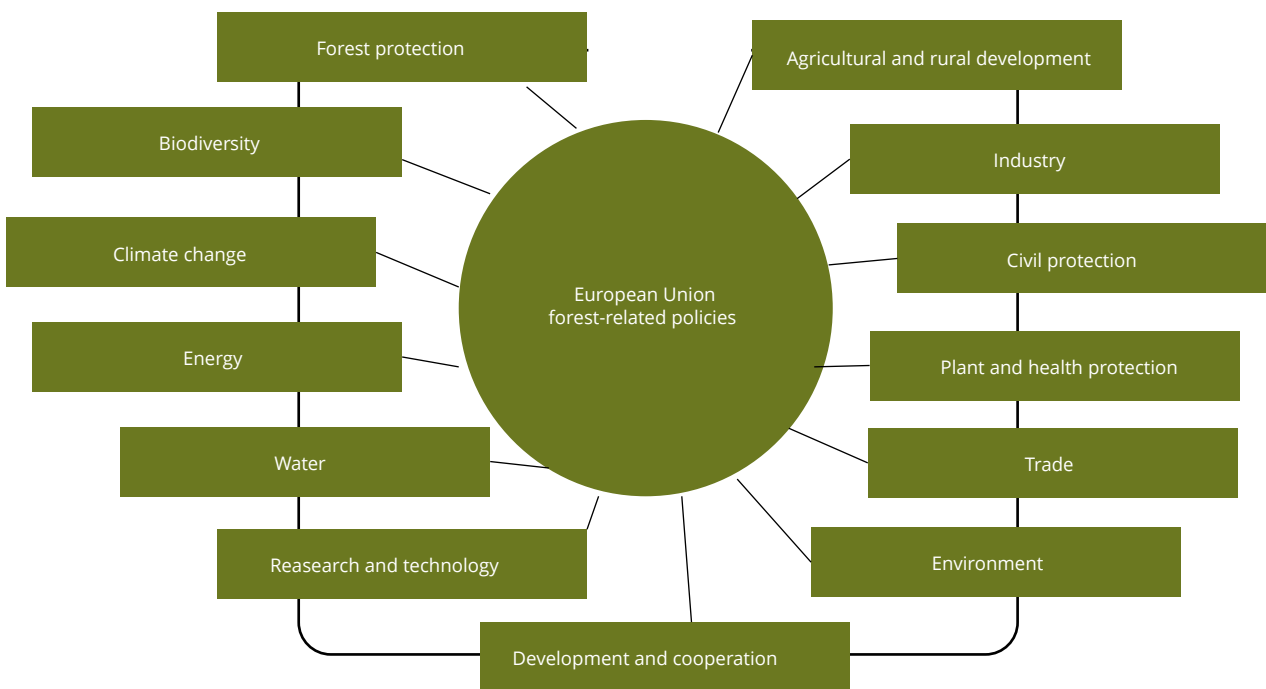 Forest protection
Agricultural and rural development
Biodiversity
Industry
Climate change
Civil protection
European Union
forest-related policies
Energy
Plant and health protection
Water
Trade
Reasearch and technology
Environment
Development and cooperation